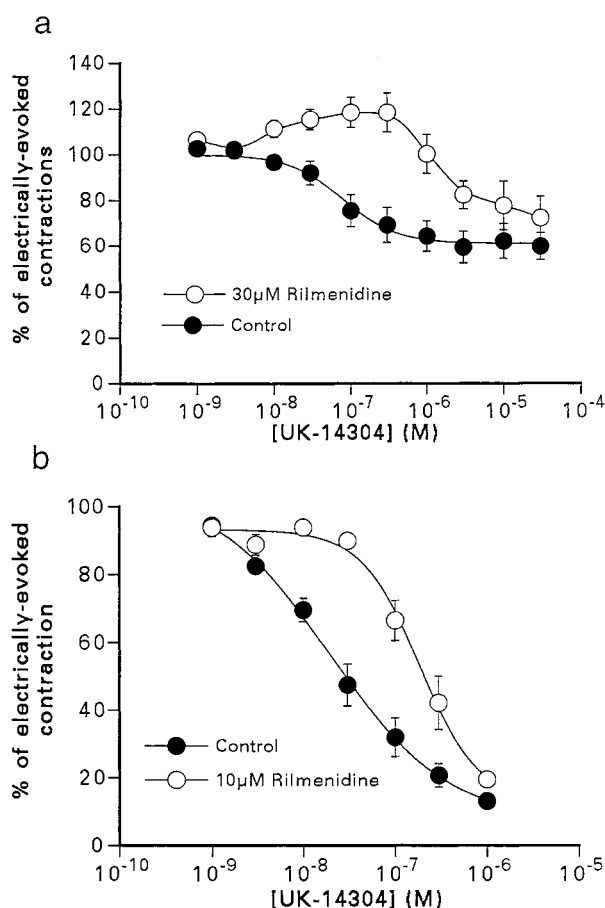 a
% of electrically-evoked
contractions
140
120
100
80
60
40
20
0
30µM Rilmenidine
Control
10⁻¹⁰ 10⁻⁹ 10⁻⁸ 10⁻⁷ 10⁻⁶ 10⁻⁵ 10⁻⁴
[UK-14304] (M)
b
% of electrically-evoked
contraction
100
80
60
40
20
0
Control
10µM Rilmenidine
10⁻¹⁰ 10⁻⁹ 10⁻⁸ 10⁻⁷ 10⁻⁶ 10⁻⁵
[UK-14304] (M)